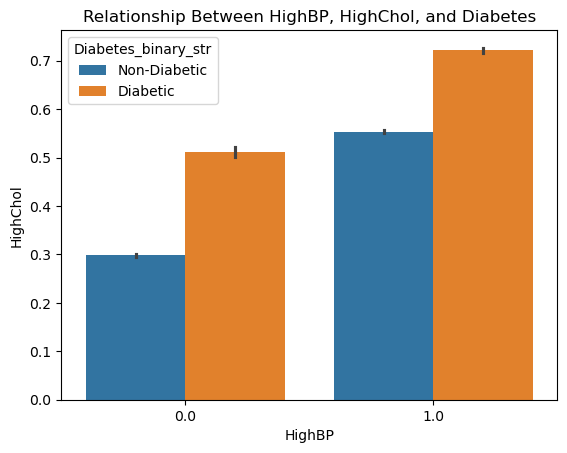 Relationship Between HighBP, HighChol, and Diabetes
Diabetes_binary_str
Non-Diabetic
Diabetic
HighChol
0.7
0.6
0.5
0.4
0.3
0.2
0.1
0.0
0.0 1.0
HighBP